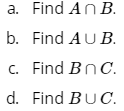 a. Find A ∩ B.
b. Find A ∪ B.
c. Find B ∩ C.
d. Find B ∪ C.